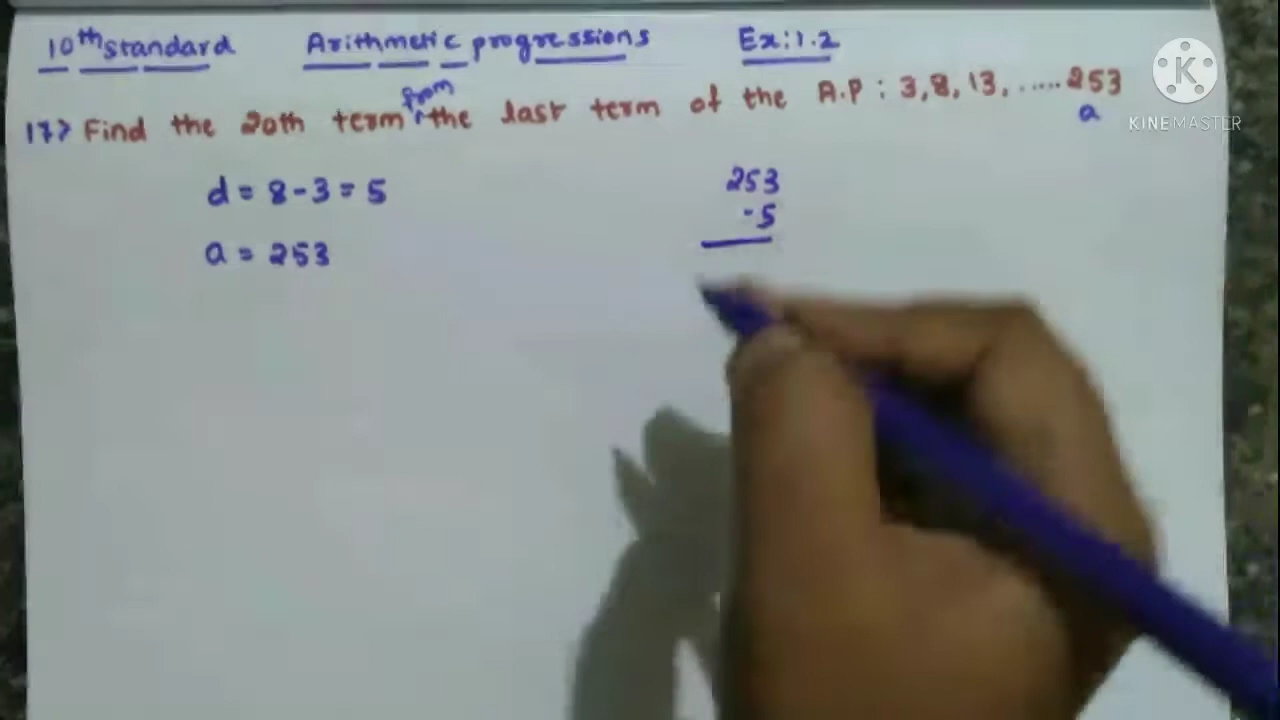 10th standard Arithmetic progressions Ex:1.2
17> Find the 20th term from the last term of the A.P : 3, 8, 13, ..... 253
a
K
KINEMASTER
d = 8 - 3 = 5
a = 253
253
- 5